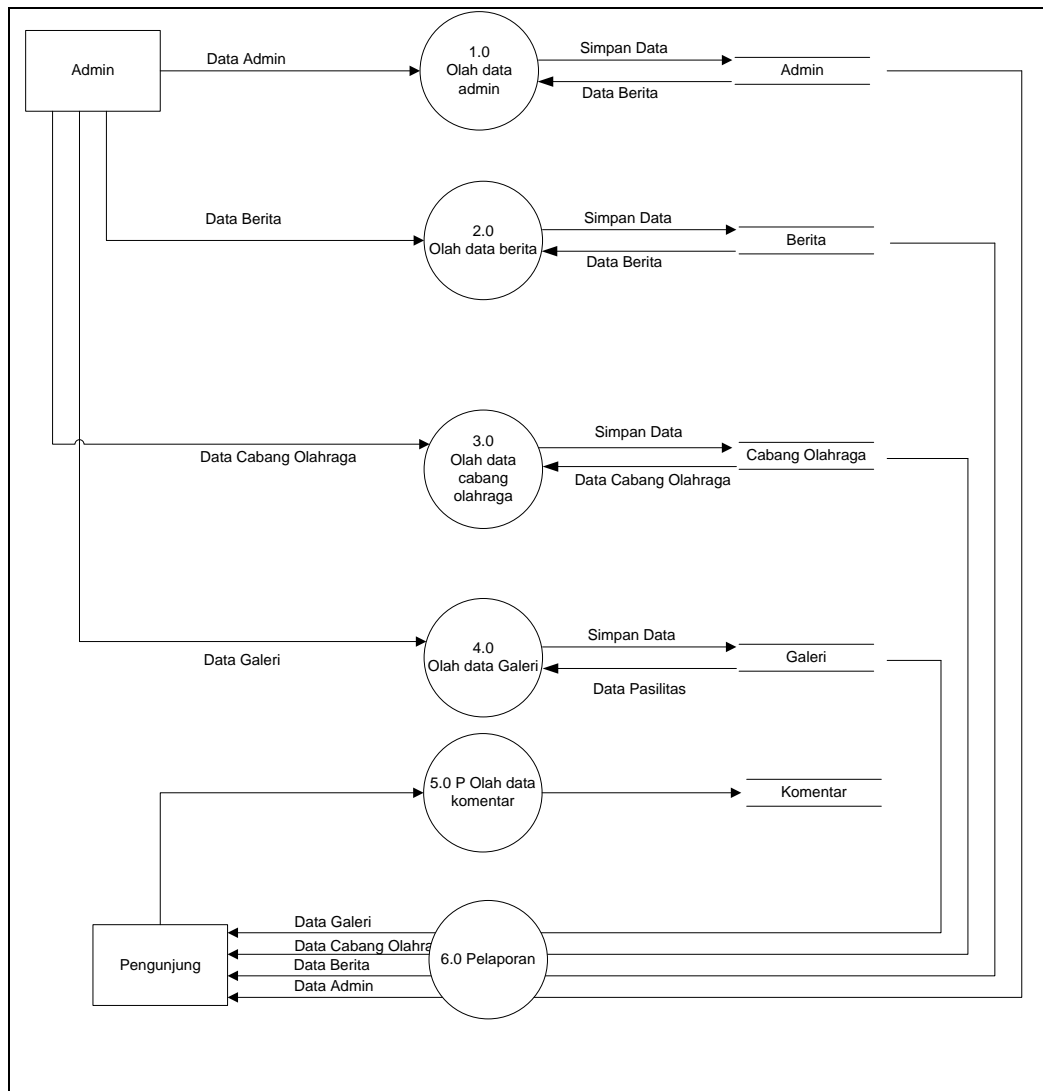 Admin
Data Admin
1.0
Olah data
admin
Simpan Data
Admin
Data Berita
Data Berita
2.0
Olah data berita
Simpan Data
Berita
Data Berita
Data Cabang Olahraga
3.0
Olah data
cabang
olahraga
Simpan Data
Cabang Olahraga
Data Cabang Olahraga
Data Galeri
4.0
Olah data Galeri
Simpan Data
Galeri
Data Pasilitas
5.0 P Olah data
komentar
Komentar
Pengunjung
Data Galeri
Data Cabang Olahra
Data Berita
Data Admin
6.0 Pelaporan